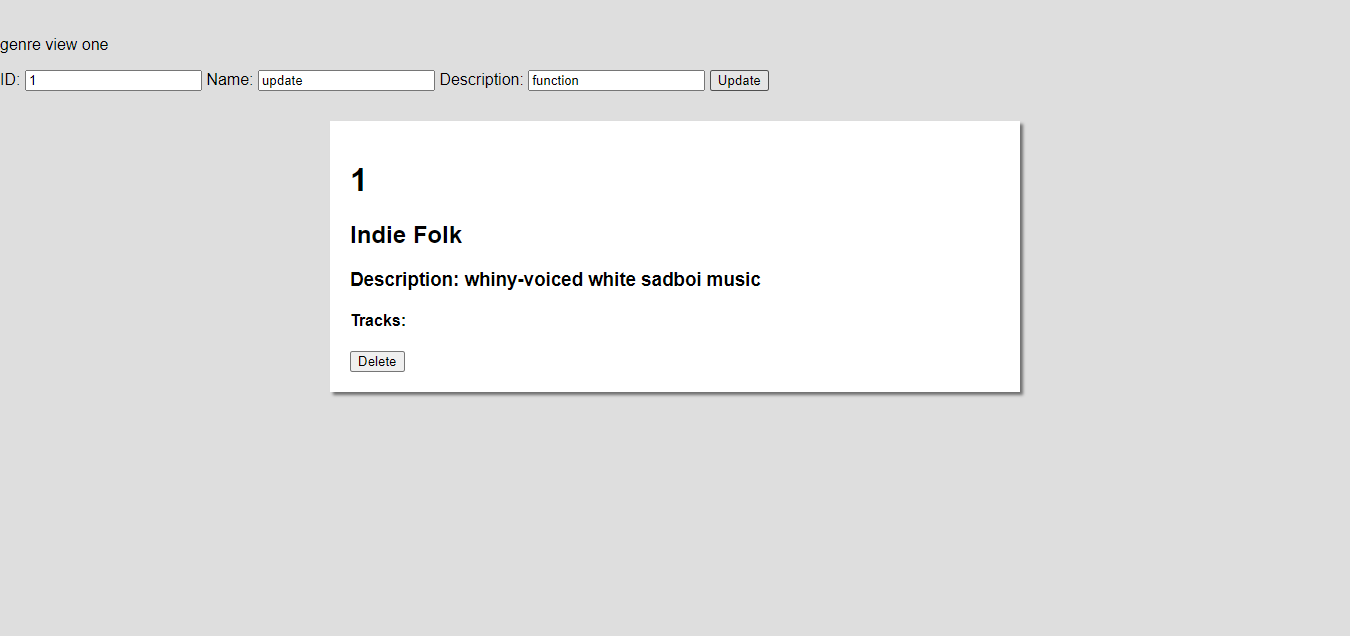 genre view one
ID: 1 Name: update Description: function Update
1
Indie Folk
Description: whiny-voiced white sadboi music
Tracks:
Delete